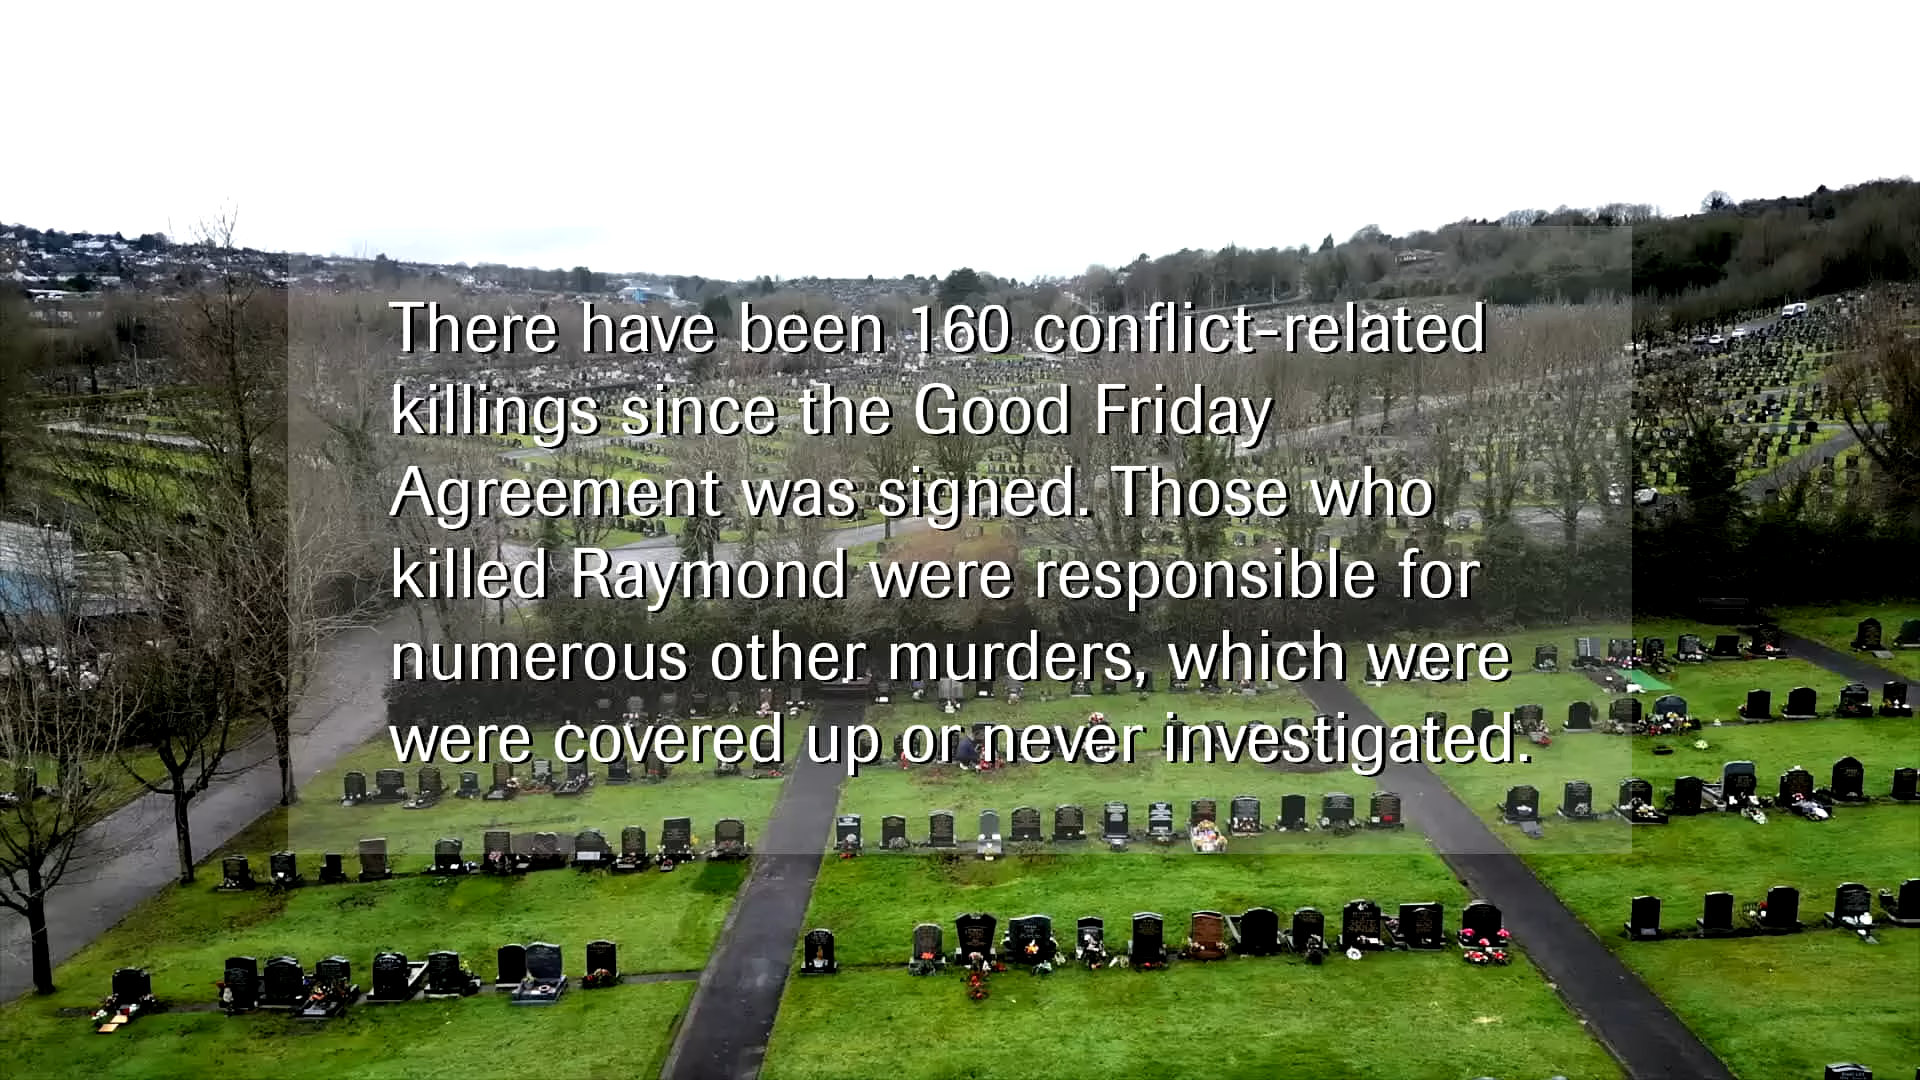 There have been 160 conflict-related
killings since the Good Friday
Agreement was signed. Those who
killed Raymond were responsible for
numerous other murders, which were
were covered up or never investigated.